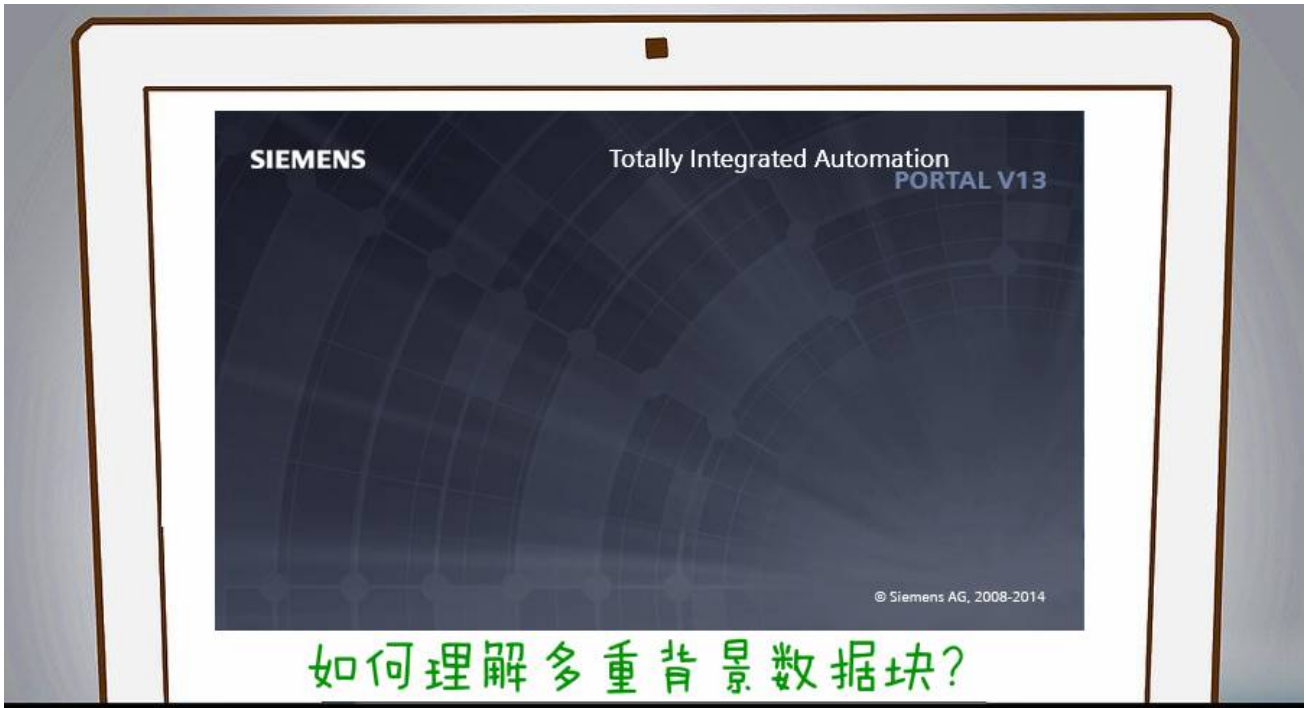 SIEMENS
Totally Integrated Automation
PORTAL V13
© Siemens AG, 2008-2014
如何理解多重背景数据块?